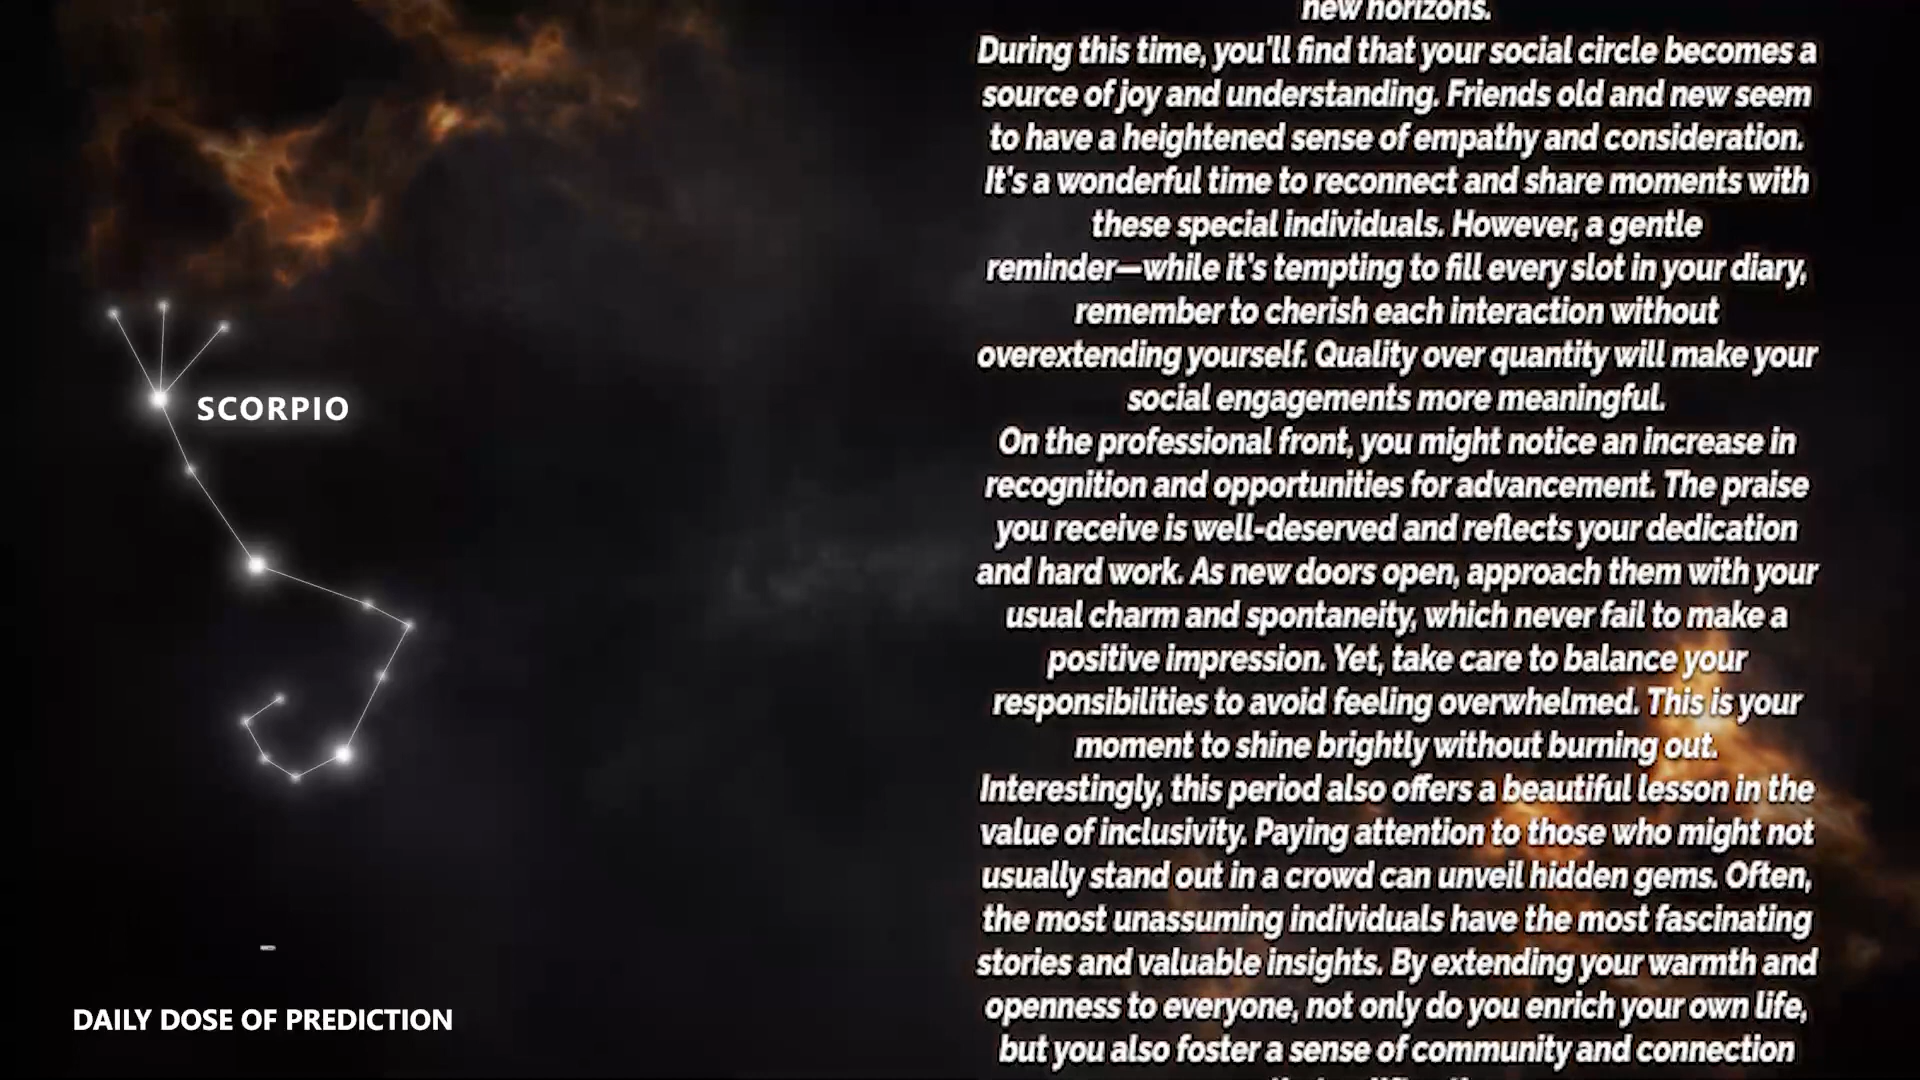 new horizons.
During this time, you'll find that your social circle becomes a
source of joy and understanding. Friends old and new seem
to have a heightened sense of empathy and consideration.
It's a wonderful time to reconnect and share moments with
these special individuals. However, a gentle
reminder—while it's tempting to fill every slot in your diary,
remember to cherish each interaction without
overextending yourself. Quality over quantity will make your
social engagements more meaningful.
On the professional front, you might notice an increase in
recognition and opportunities for advancement. The praise
you receive is well-deserved and reflects your dedication
and hard work. As new doors open, approach them with your
usual charm and spontaneity, which never fail to make a
positive impression. Yet, take care to balance your
responsibilities to avoid feeling overwhelmed. This is your
moment to shine brightly without burning out.
Interestingly, this period also offers a beautiful lesson in the
value of inclusivity. Paying attention to those who might not
usually stand out in a crowd can unveil hidden gems. Often,
the most unassuming individuals have the most fascinating
stories and valuable insights. By extending your warmth and
openness to everyone, not only do you enrich your own life,
but you also foster a sense of community and connection
SCORPIO
DAILY DOSE OF PREDICTION